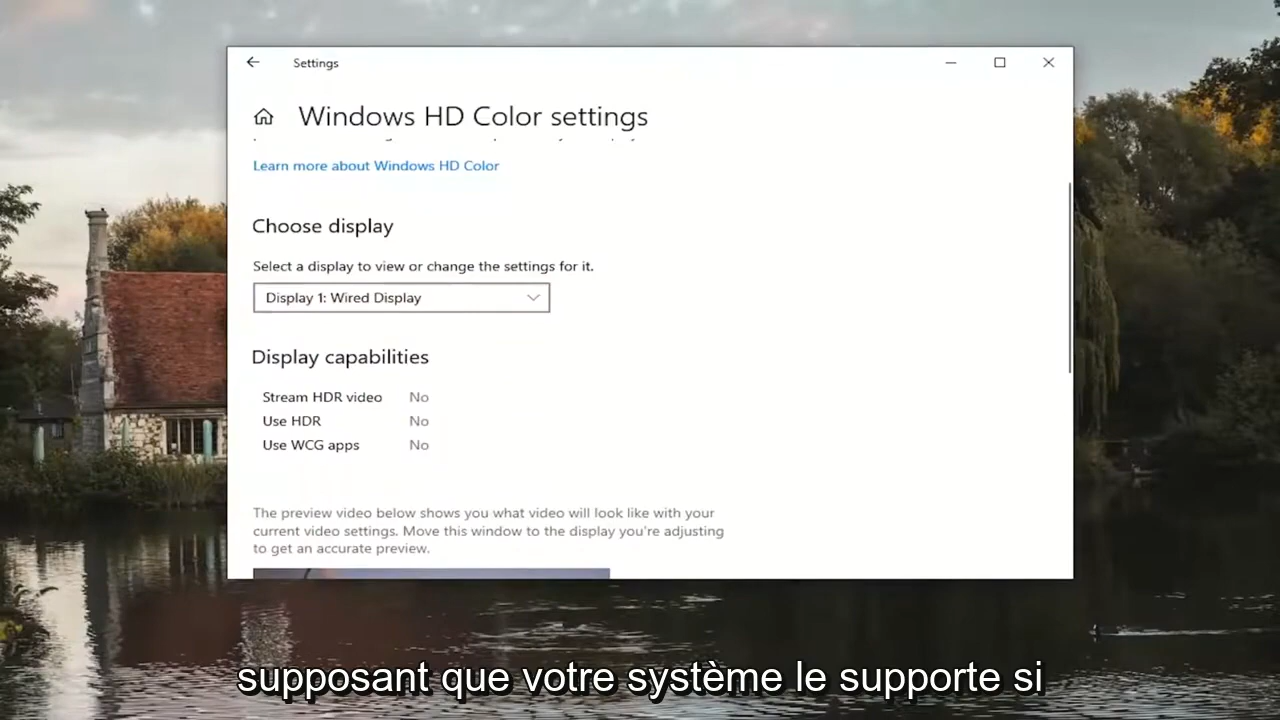 Settings
Windows HD Color settings
Learn more about Windows HD Color
Choose display
Select a display to view or change the settings for it.
Display 1: Wired Display
Display capabilities
Stream HDR video No
Use HDR No
Use WCG apps No
The preview video below shows you what video will look like with your
current video settings. Move this window to the display you're adjusting
to get an accurate preview.
supposant que votre système le supporte si